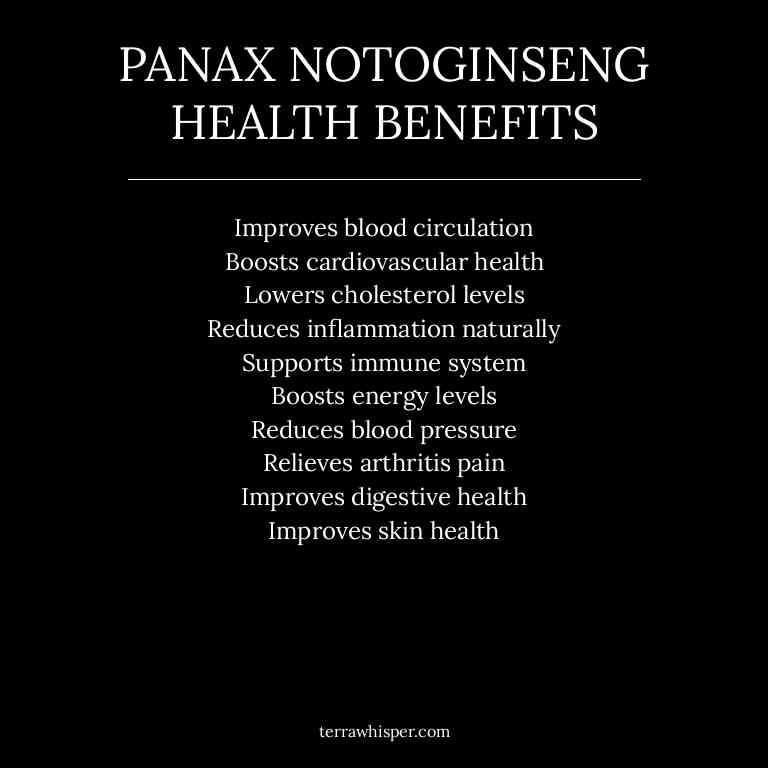 PANAX NOTOGINSENG
HEALTH BENEFITS
Improves blood circulation
Boosts cardiovascular health
Lowers cholesterol levels
Reduces inflammation naturally
Supports immune system
Boosts energy levels
Reduces blood pressure
Relieves arthritis pain
Improves digestive health
Improves skin health
terrawhisper.com